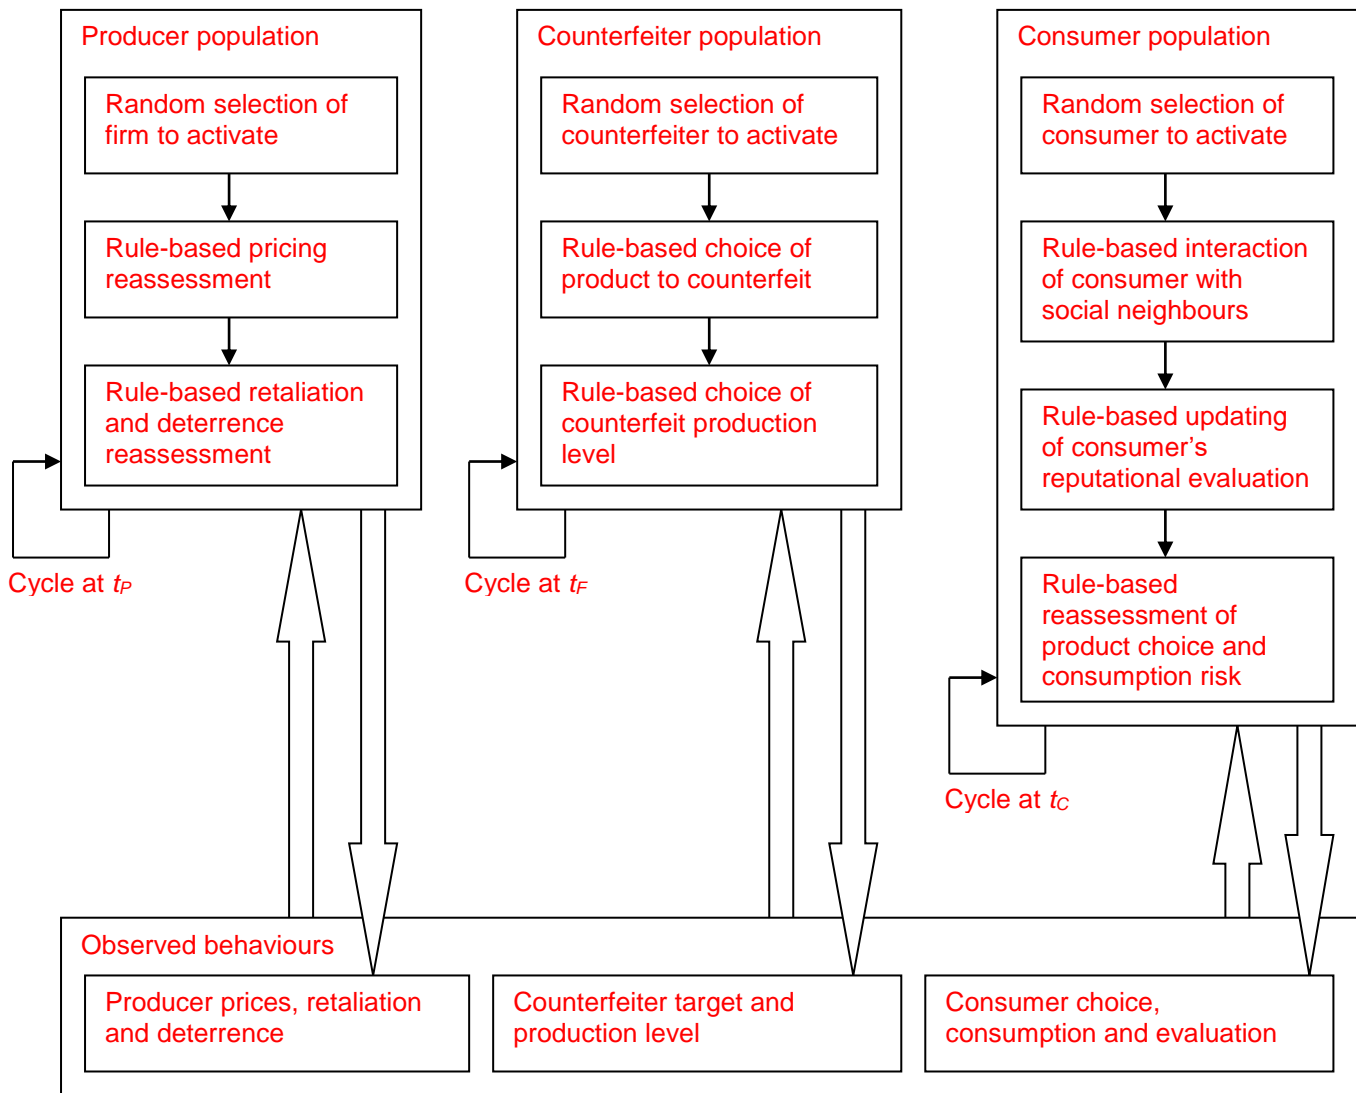 Producer population
Random selection of
firm to activate
Rule-based pricing
reassessment
Rule-based retaliation
and deterrence
reassessment
Cycle at tP
Counterfeiter population
Random selection of
counterfeiter to activate
Rule-based choice of
product to counterfeit
Rule-based choice of
counterfeit production
level
Cycle at tF
Consumer population
Random selection of
consumer to activate
Rule-based interaction
of consumer with
social neighbours
Rule-based updating
of consumer’s
reputational evaluation
Rule-based
reassessment of
product choice and
consumption risk
Cycle at tC
Observed behaviours
Producer prices, retaliation
and deterrence
Counterfeiter target and
production level
Consumer choice,
consumption and evaluation